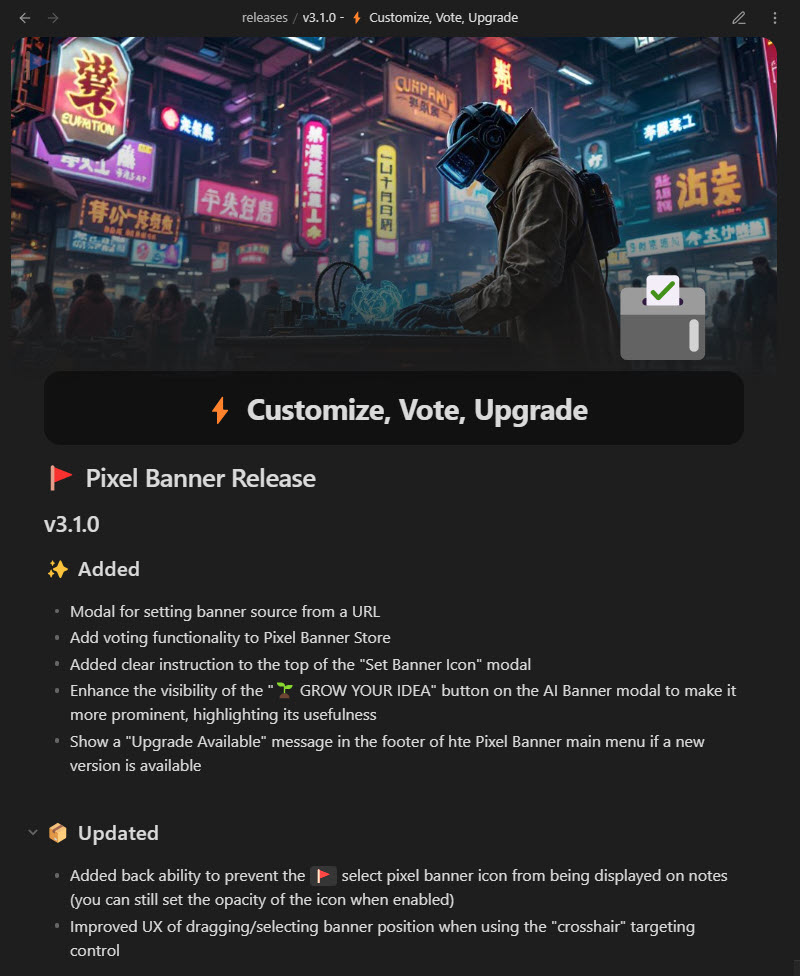 releases / v3.1.0 - ⚡ Customize, Vote, Upgrade
⚡ Customize, Vote, Upgrade
🚩 Pixel Banner Release
v3.1.0
✨ Added
• Modal for setting banner source from a URL
• Add voting functionality to Pixel Banner Store
• Added clear instruction to the top of the "Set Banner Icon" modal
• Enhance the visibility of the "🌱 GROW YOUR IDEA" button on the AI Banner modal to make it
more prominent, highlighting its usefulness
• Show a "Upgrade Available" message in the footer of hte Pixel Banner main menu if a new
version is available
📦 Updated
• Added back ability to prevent the 🚩 select pixel banner icon from being displayed on notes
(you can still set the opacity of the icon when enabled)
• Improved UX of dragging/selecting banner position when using the "crosshair" targeting
control